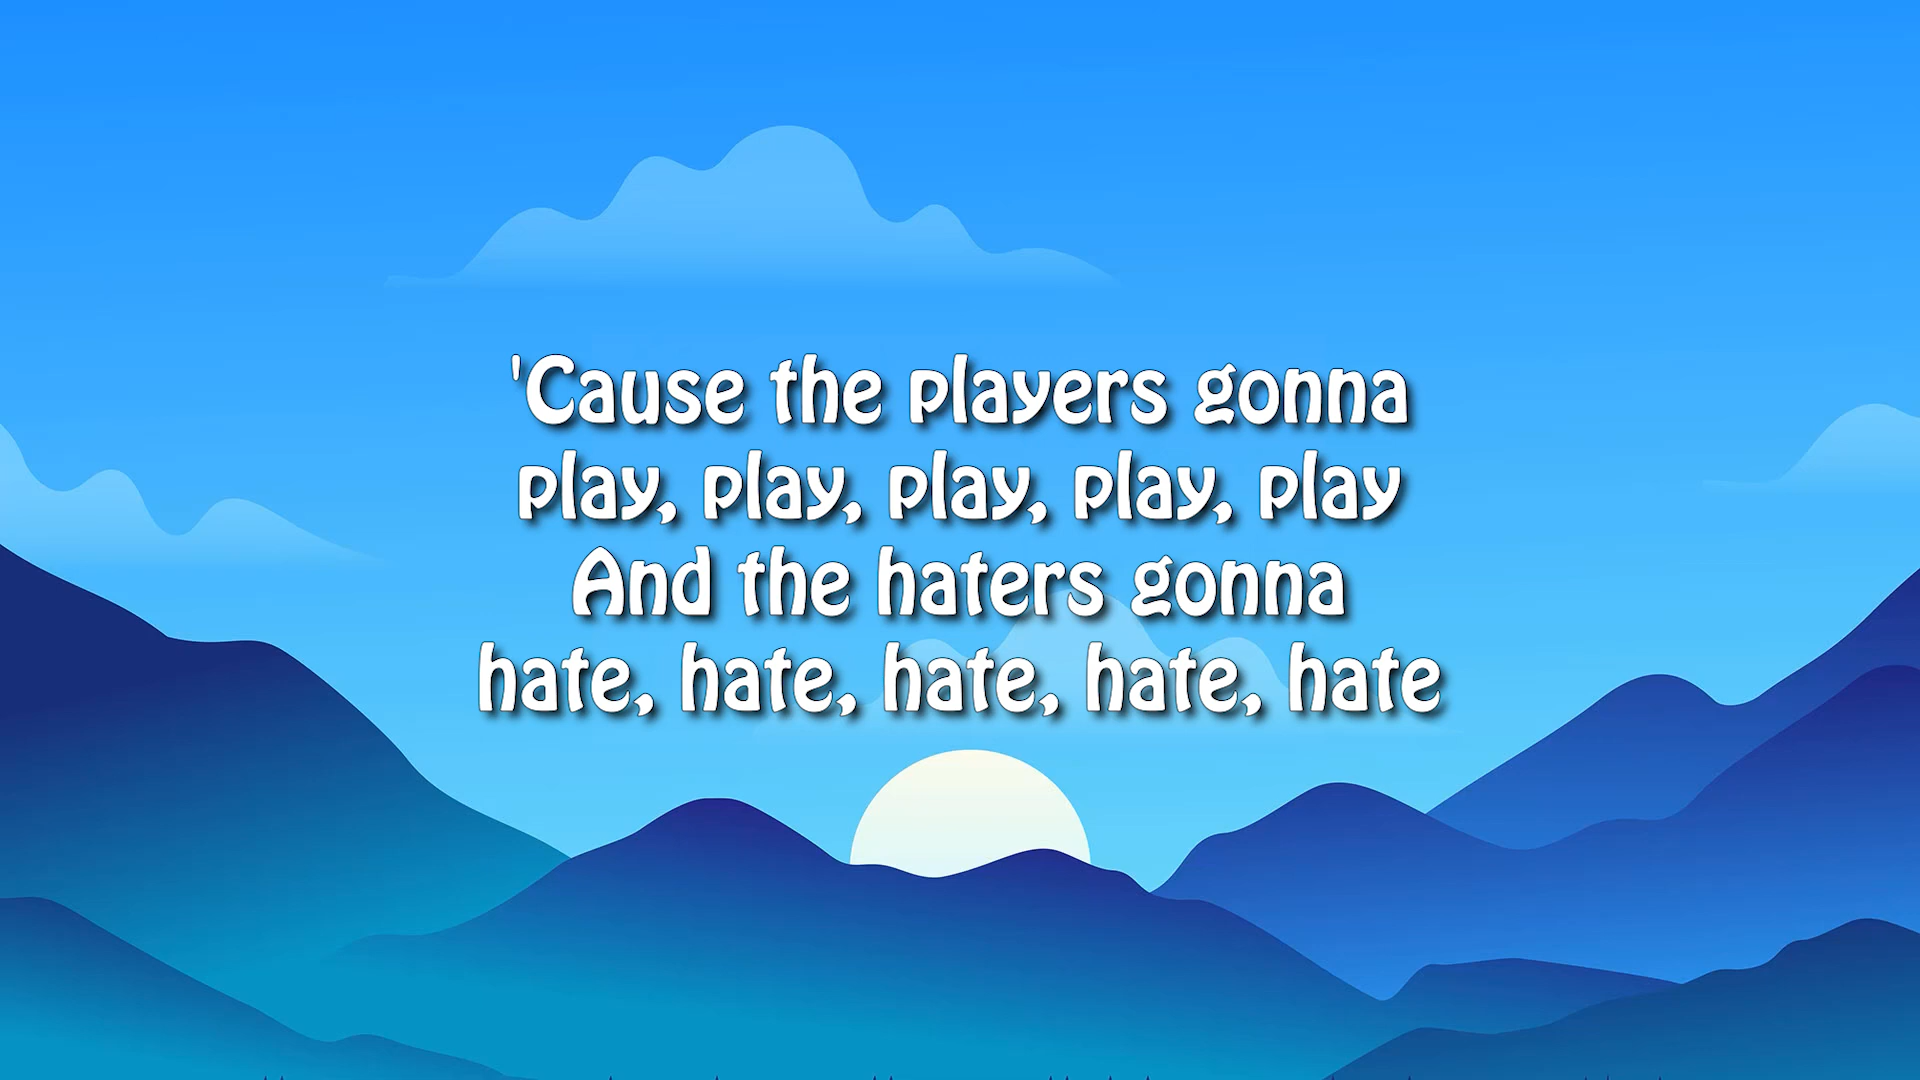 'Cause the players gonna
play, play, play, play, play
And the haters gonna
hate, hate, hate, hate, hate